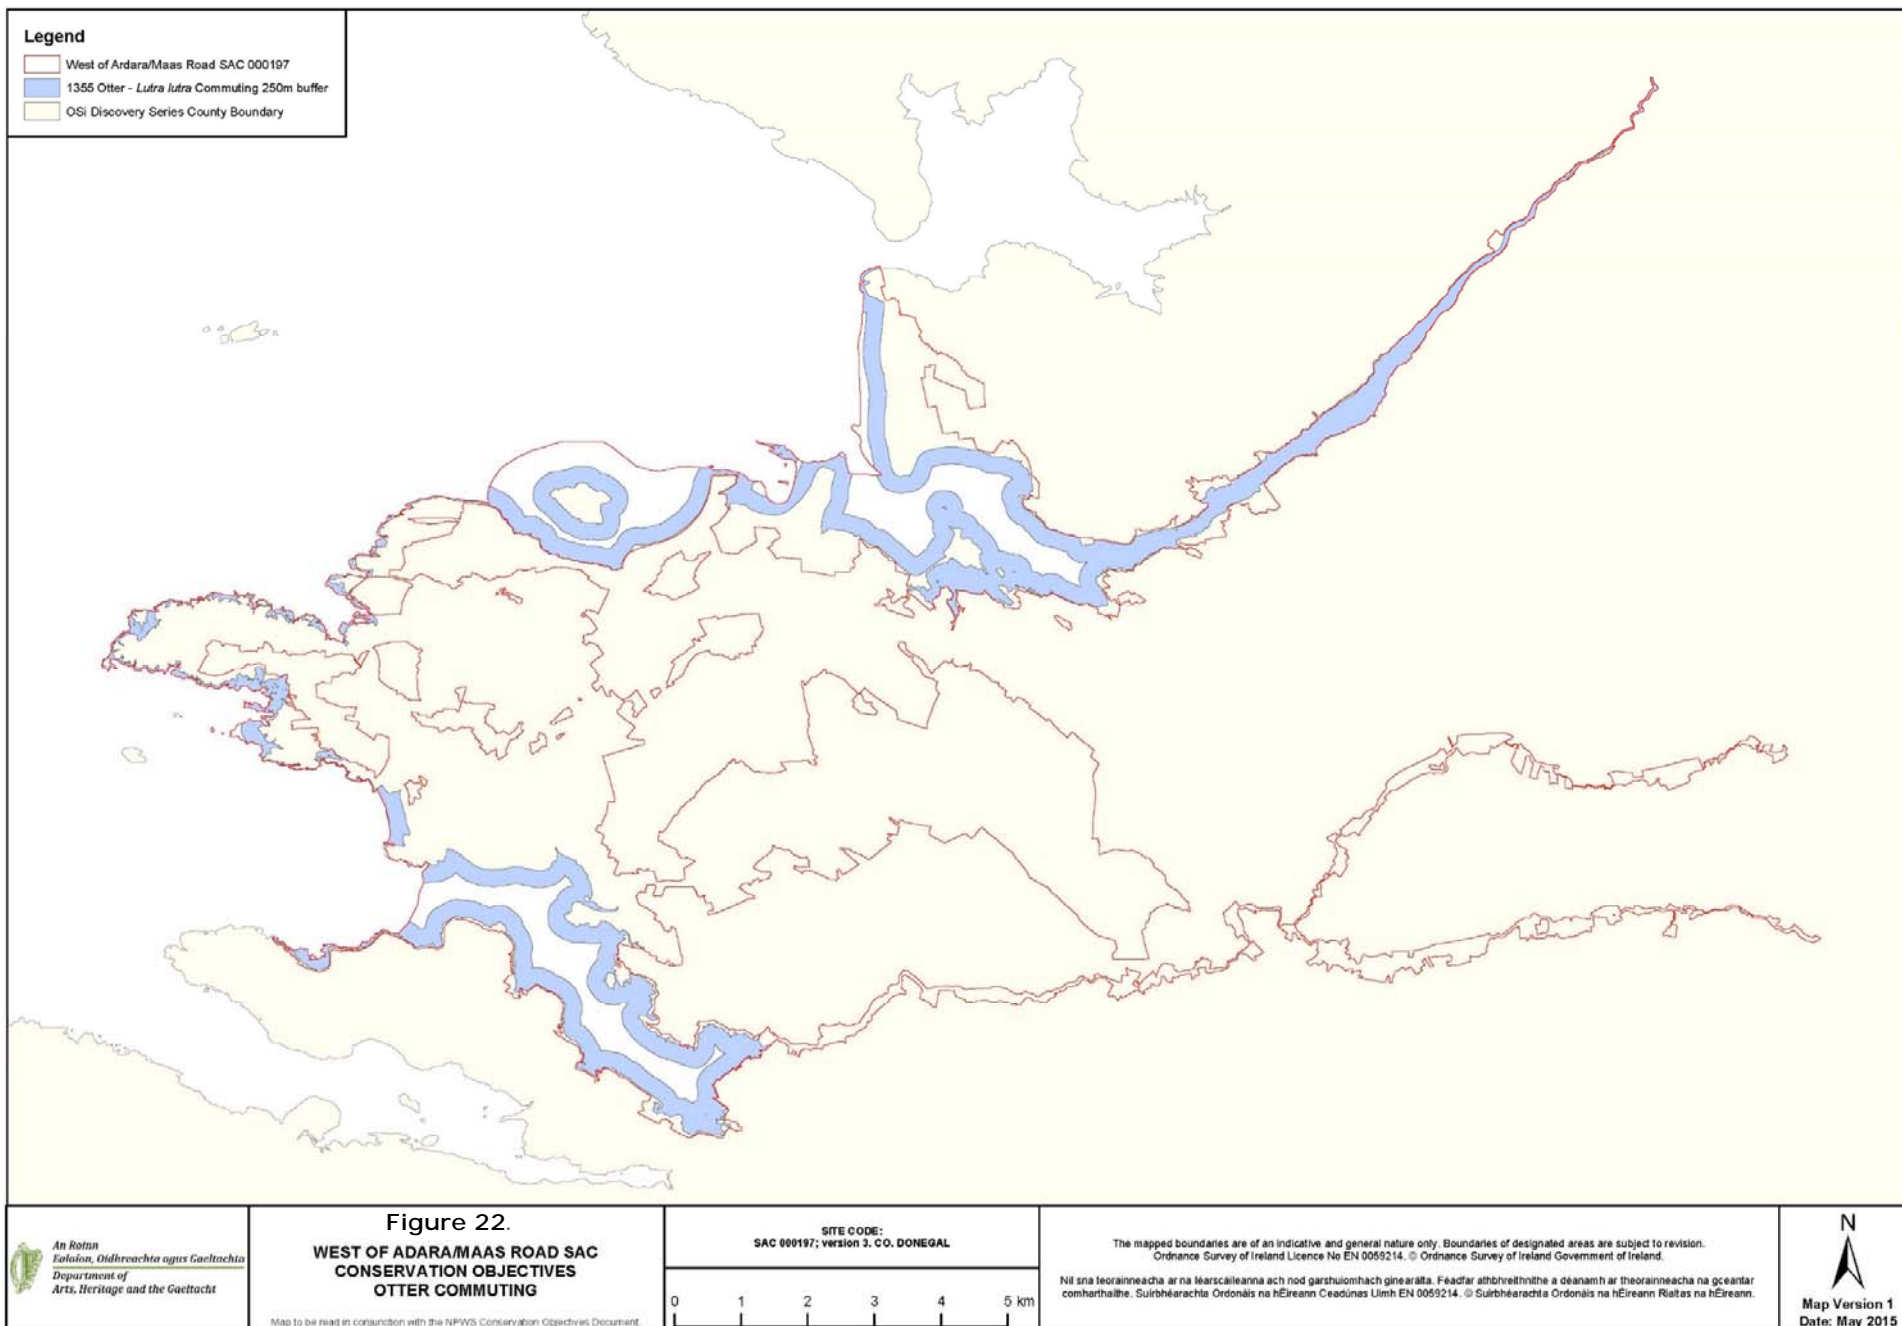 Legend
West of Ardara/Maas Road SAC 000197
1355 Otter - Lutra lutra Commuting 250m buffer
OSi Discovery Series County Boundary
An Roinn
Ealaíon, Oidhreachta agus Gaeltachta
Department of
Arts, Heritage and the Gaeltacht
Figure 22.
WEST OF ADARA/MAAS ROAD SAC
CONSERVATION OBJECTIVES
OTTER COMMUTING
Map to be read in conjunction with the NPWS Conservation Objectives Document.
SITE CODE:
SAC 000197; version 3. CO. DONEGAL
0 1 2 3 4 5 km
The mapped boundaries are of an indicative and general nature only. Boundaries of designated areas are subject to revision.
Ordnance Survey of Ireland Licence No EN 0059214. © Ordnance Survey of Ireland Government of Ireland.
Níl sna teorainneacha ar na léarscáileanna ach nod garshuiomhach ginearálta. Féadfar athbhreithnithe a déanamh ar theorainneacha na gceantar
comharthaithe. Suirbhéarachta Ordonáis na hÉireann Ceadúnas Uimh EN 0059214. © Suirbhéarachta Ordonáis na hÉireann Rialtas na hÉireann.
N
Map Version 1
Date: May 2015